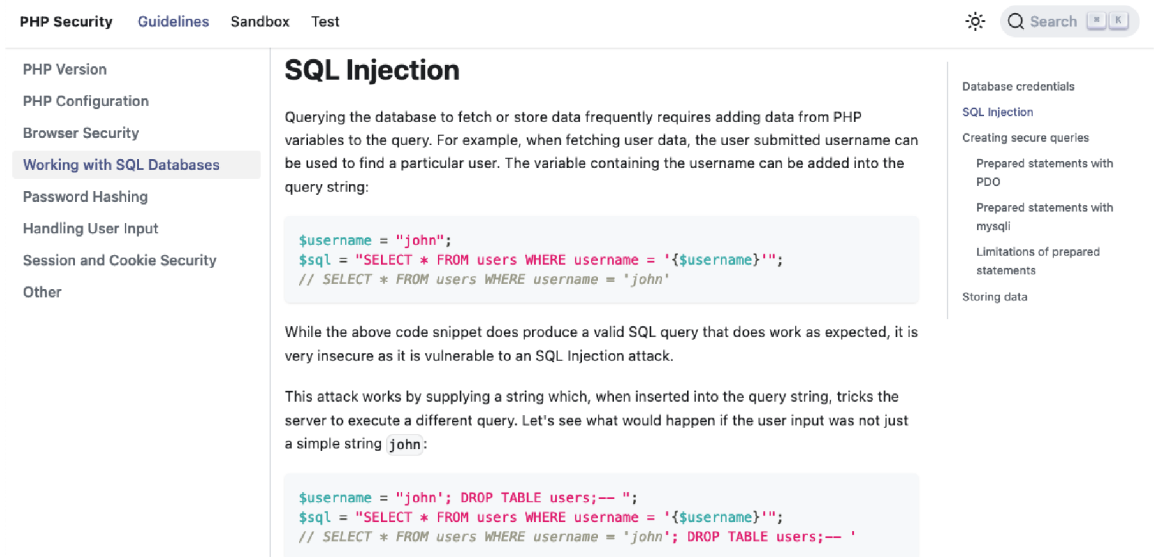 PHP Security Guidelines Sandbox Test Search ⌘ K
PHP Version
PHP Configuration
Browser Security
Working with SQL Databases
Password Hashing
Handling User Input
Session and Cookie Security
Other
SQL Injection
Querying the database to fetch or store data frequently requires adding data from PHP
variables to the query. For example, when fetching user data, the user submitted username can
be used to find a particular user. The variable containing the username can be added into the
query string:
$username = "john";
$sql = "SELECT * FROM users WHERE username = '{$username}'";
// SELECT * FROM users WHERE username = 'john'
While the above code snippet does produce a valid SQL query that does work as expected, it is
very insecure as it is vulnerable to an SQL Injection attack.
This attack works by supplying a string which, when inserted into the query string, tricks the
server to execute a different query. Let's see what would happen if the user input was not just
a simple string john:
$username = "john'; DROP TABLE users;-- ";
$sql = "SELECT * FROM users WHERE username = '{$username}'";
// SELECT * FROM users WHERE username = 'john'; DROP TABLE users;-- '
Database credentials
SQL Injection
Creating secure queries
Prepared statements with
PDO
Prepared statements with
mysqli
Limitations of prepared
statements
Storing data